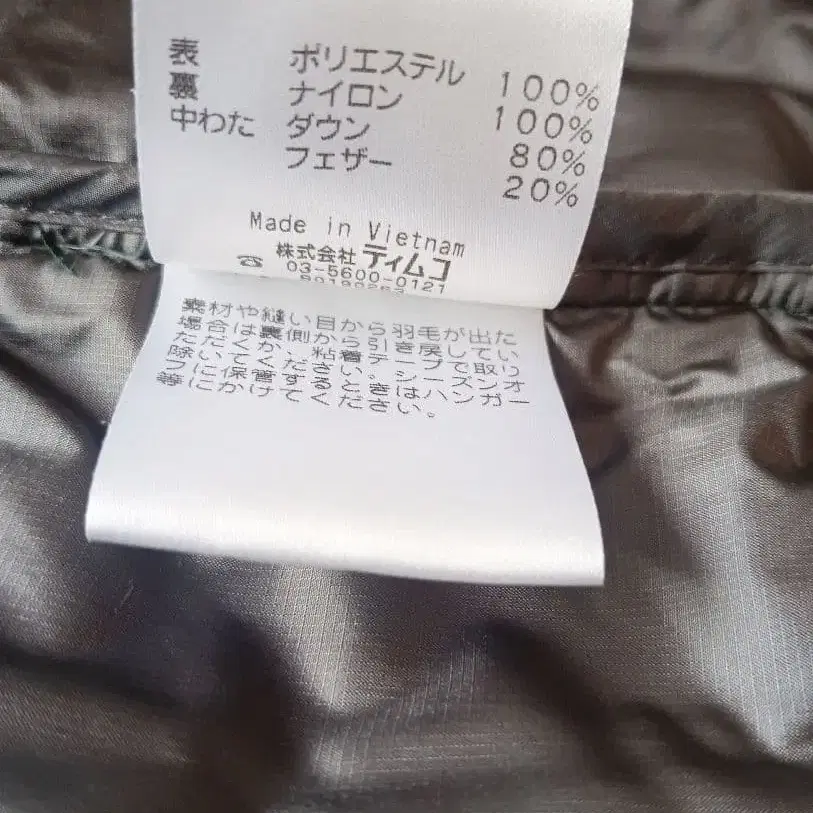 表 ポリエステル 100%
裏 ナイロン 100%
中わた ダウン 80%
フェザー 20%
Made in Vietnam
株式会社 ティムコ
☎ 03-5600-0121
素材や縫い目から羽毛が出た
場合は裏側から引き戻してい
ただくか、粘着テープで取り
除いてください。シーズンオ
フに保管するときはハンガー
等にかけてください。